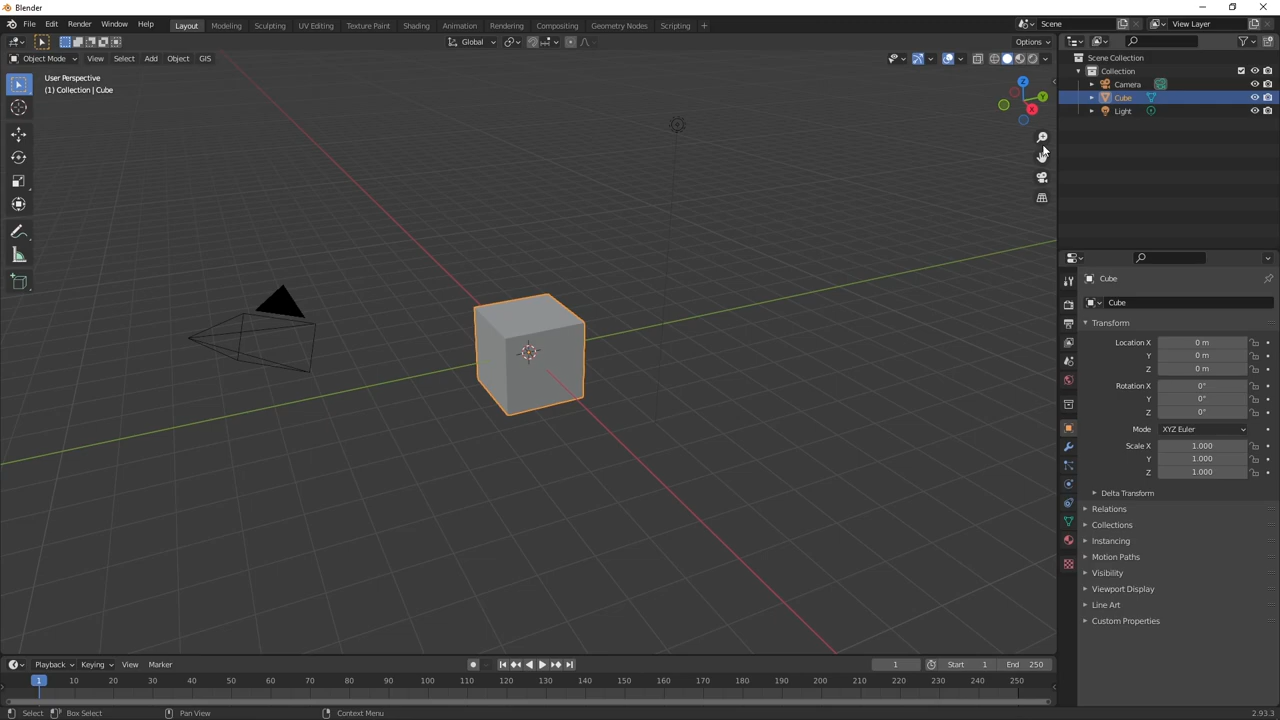 Blender
File Edit Render Window Help Layout Modeling Sculpting UV Editing Texture Paint Shading Animation Rendering Compositing Geometry Nodes Scripting + Scene View Layer
Global Options
Object Mode View Select Add Object GIS
User Perspective
(1) Collection | Cube
Z
Y
X
Scene Collection
Collection
Camera
Cube
Light
Cube
Cube
Transform
Location X 0 m
Y 0 m
Z 0 m
Rotation X 0°
Y 0°
Z 0°
Mode XYZ Euler
Scale X 1.000
Y 1.000
Z 1.000
Delta Transform
Relations
Collections
Instancing
Motion Paths
Visibility
Viewport Display
Line Art
Custom Properties
Playback Keying View Marker 1 Start 1 End 250
1 10 20 30 40 50 60 70 80 90 100 110 120 130 140 150 160 170 180 190 200 210 220 230 240 250
Select Box Select Pan View Context Menu 2.93.3